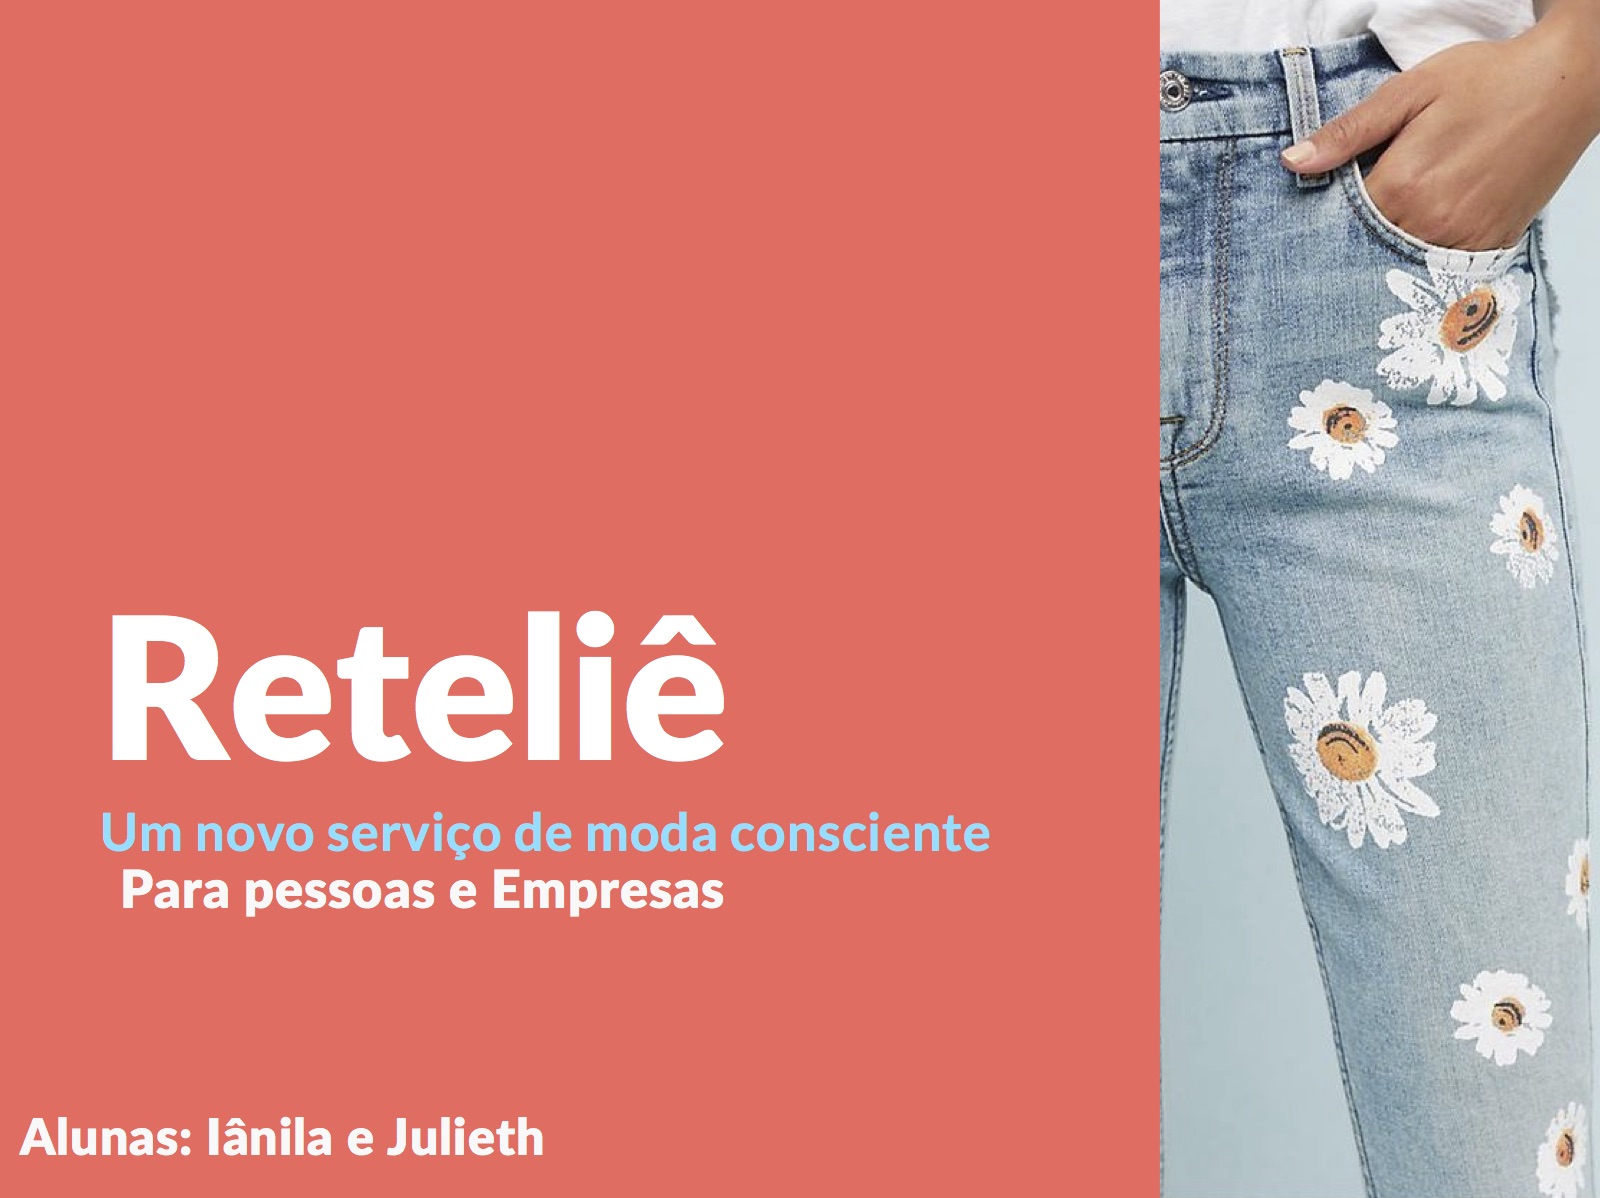 Reteliê
Um novo serviço de moda consciente
Para pessoas e Empresas
Alunas: Iânila e Julieth